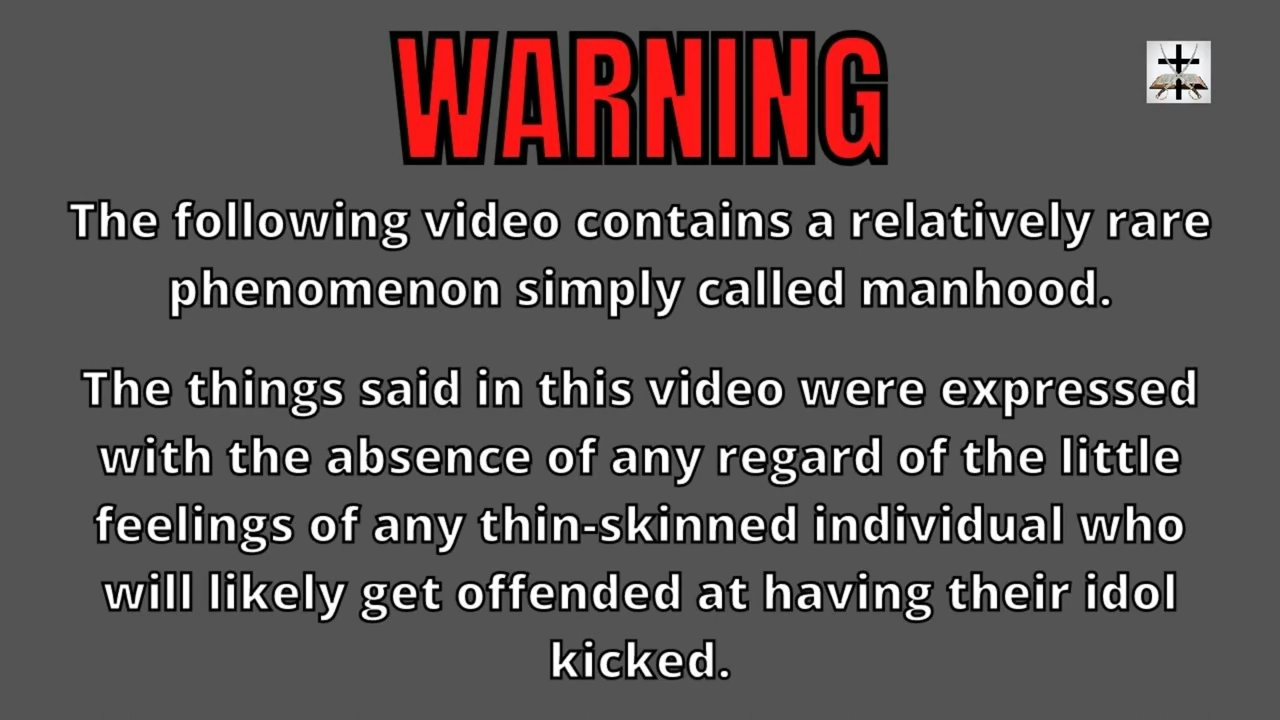 WARNING
The following video contains a relatively rare
phenomenon simply called manhood.
The things said in this video were expressed
with the absence of any regard of the little
feelings of any thin-skinned individual who
will likely get offended at having their idol
kicked.